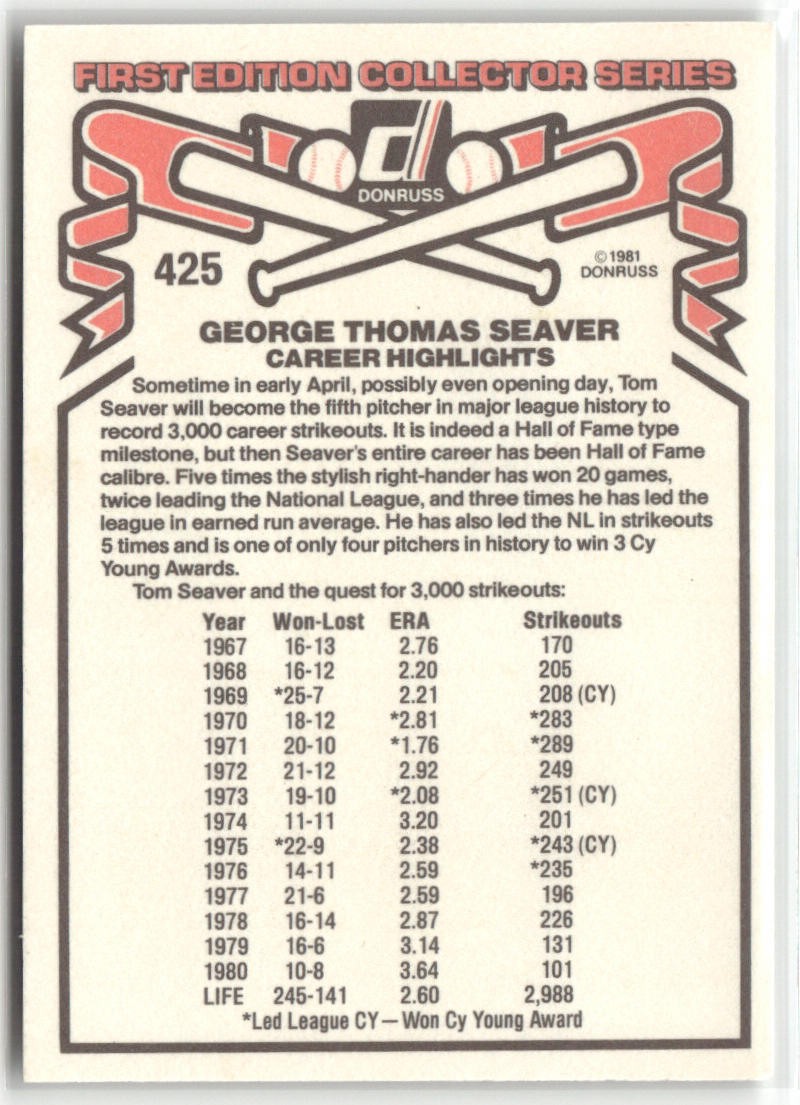 FIRST EDITION COLLECTOR SERIES
d
DONRUSS
425
©1981
DONRUSS
GEORGE THOMAS SEAVER
CAREER HIGHLIGHTS
Sometime in early April, possibly even opening day, Tom
Seaver will become the fifth pitcher in major league history to
record 3,000 career strikeouts. It is indeed a Hall of Fame type
milestone, but then Seaver's entire career has been Hall of Fame
calibre. Five times the stylish right-hander has won 20 games,
twice leading the National League, and three times he has led the
league in earned run average. He has also led the NL in strikeouts
5 times and is one of only four pitchers in history to win 3 Cy
Young Awards.
Tom Seaver and the quest for 3,000 strikeouts:
Year Won-Lost ERA Strikeouts
1967 16-13 2.76 170
1968 16-12 2.20 205
1969 *25-7 2.21 208 (CY)
1970 18-12 *2.81 *283
1971 20-10 *1.76 *289
1972 21-12 2.92 249
1973 19-10 *2.08 *251 (CY)
1974 11-11 3.20 201
1975 *22-9 2.38 *243 (CY)
1976 14-11 2.59 *235
1977 21-6 2.59 196
1978 16-14 2.87 226
1979 16-6 3.14 131
1980 10-8 3.64 101
LIFE 245-141 2.60 2,988
*Led League CY—Won Cy Young Award